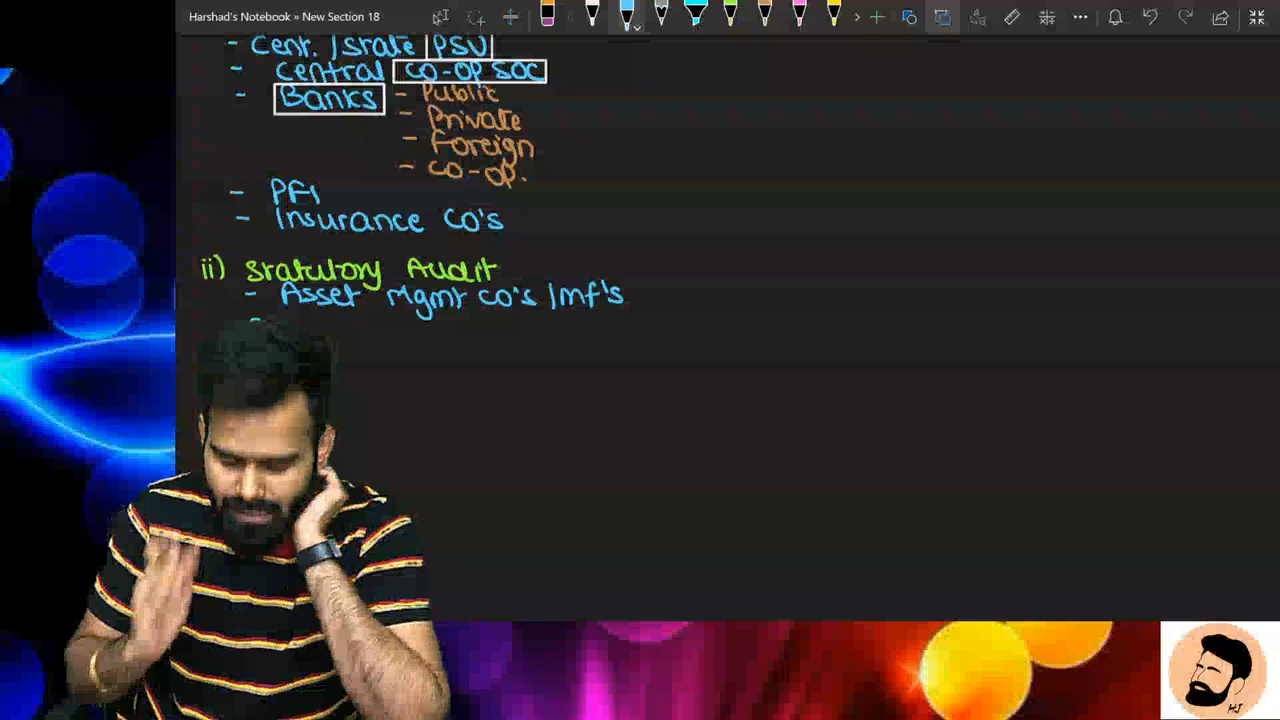 Harshad's Notebook » New Section 18
- Cent. / State PSU
- Central CO-OP SOC
- Banks - Public
- Private
- Foreign
- CO-OP.
- PFI
- Insurance CO's
ii) Statutory Audit
- Asset Mgmt CO's / MF's
HJ